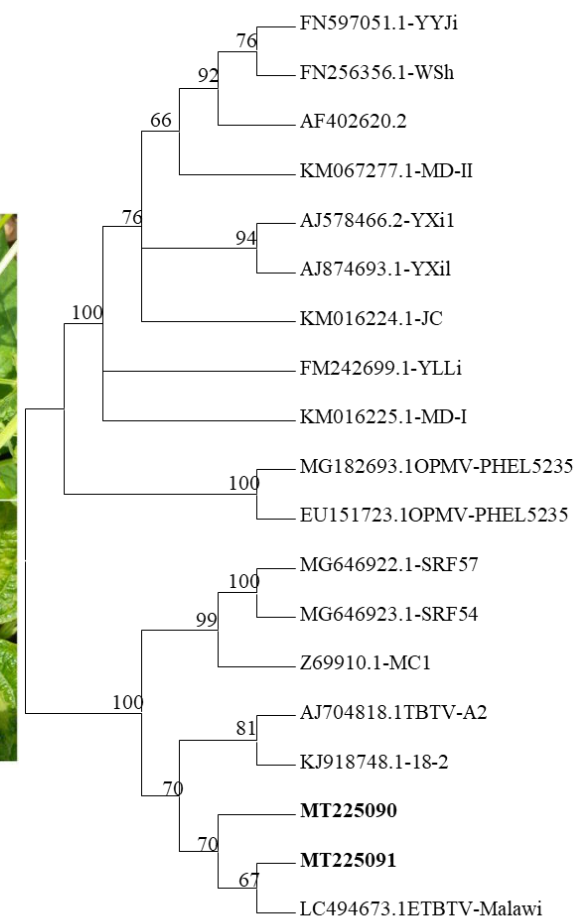 FN597051.1-YYJi
76
FN256356.1-WSh
92
AF402620.2
66
KM067277.1-MD-II
76
AJ578466.2-YXi1
94
AJ874693.1-YXil
100
KM016224.1-JC
FM242699.1-YLLi
KM016225.1-MD-I
MG182693.1OPMV-PHEL5235
100
EU151723.1OPMV-PHEL5235
MG646922.1-SRF57
100
MG646923.1-SRF54
99
Z69910.1-MC1
100
AJ704818.1TBTV-A2
81
KJ918748.1-18-2
70
MT225090
70
MT225091
67
LC494673.1ETBTV-Malawi